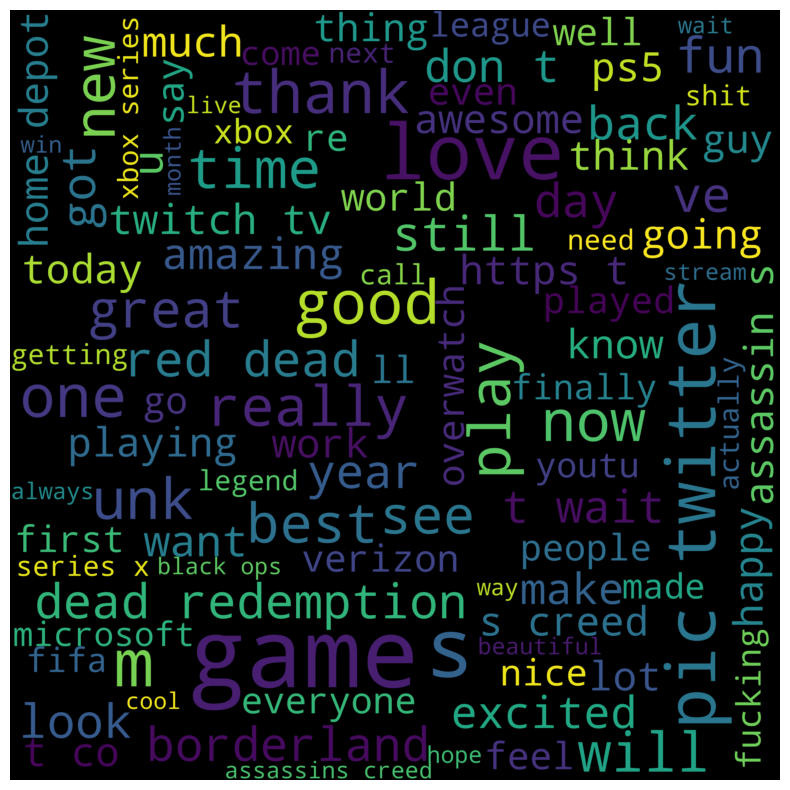 thing league well wait
home depot
new
xbox series
much
say
come next
don t ps5 fun
live
thank
even
shit
win
month
u
got
xbox re
love
awesome back guy
time
think
world
day
ve
twitch tv
still
need going
amazing
https t
stream
assassin s
today
call
played
great
good
overwatch
play
pic twitter
know
actually
getting
red dead
ll
finally
one go really
now
playing work
year
youtu
always
unk
legend
best see
t wait
first want
verizon
people
happy
series x black ops
way make made
dead redemption
s creed
microsoft
game s
beautiful
fucking
fifa
m
nice lot
cool
everyone
look
excited
t co borderland
hope feel will
assassins creed